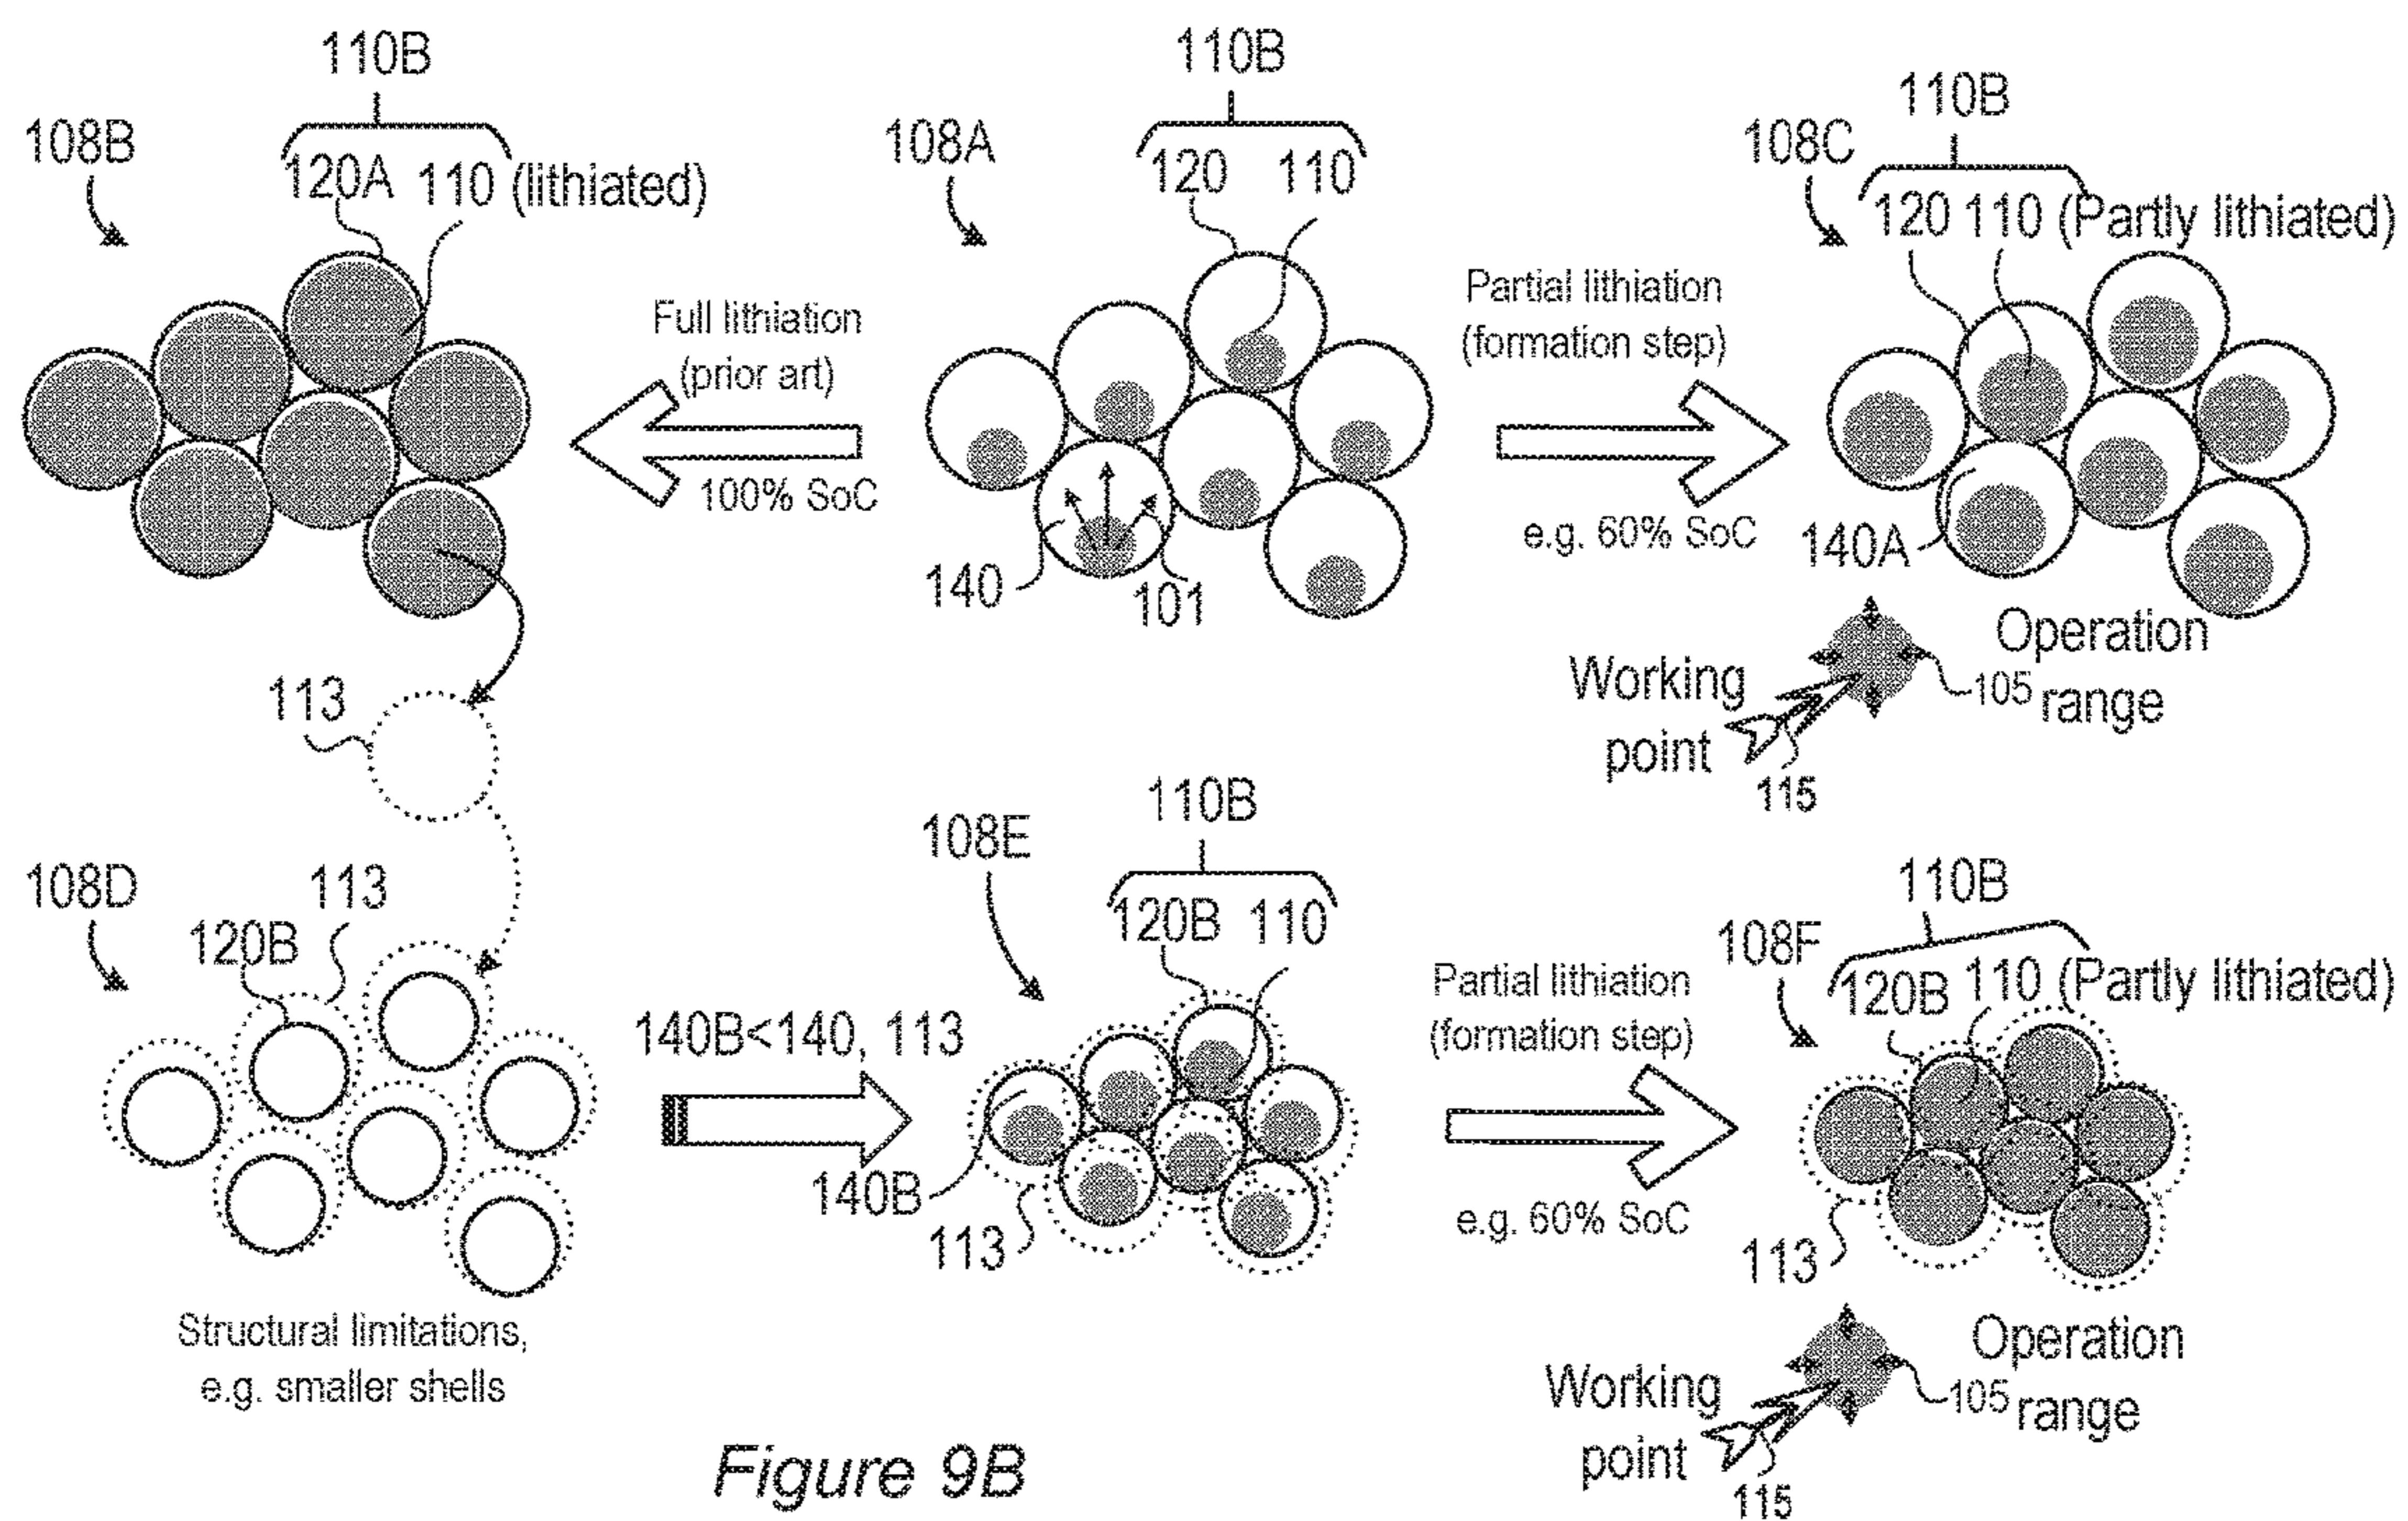 110B
108B
120A 110 (lithiated)
Full lithiation
(prior art)
100% SoC
110B
108A
120 110
140
101
Partial lithiation
(formation step)
e.g. 60% SoC
110B
108C
120 110 (Partly lithiated)
140A
Working
point
115
105
Operation
range
113
108D
113
120B
Structural limitations,
e.g. smaller shells
140B<140, 113
110B
108E
120B 110
140B
113
Partial lithiation
(formation step)
e.g. 60% SoC
110B
108F
120B 110 (Partly lithiated)
113
Working
point
115
105
Operation
range
Figure 9B